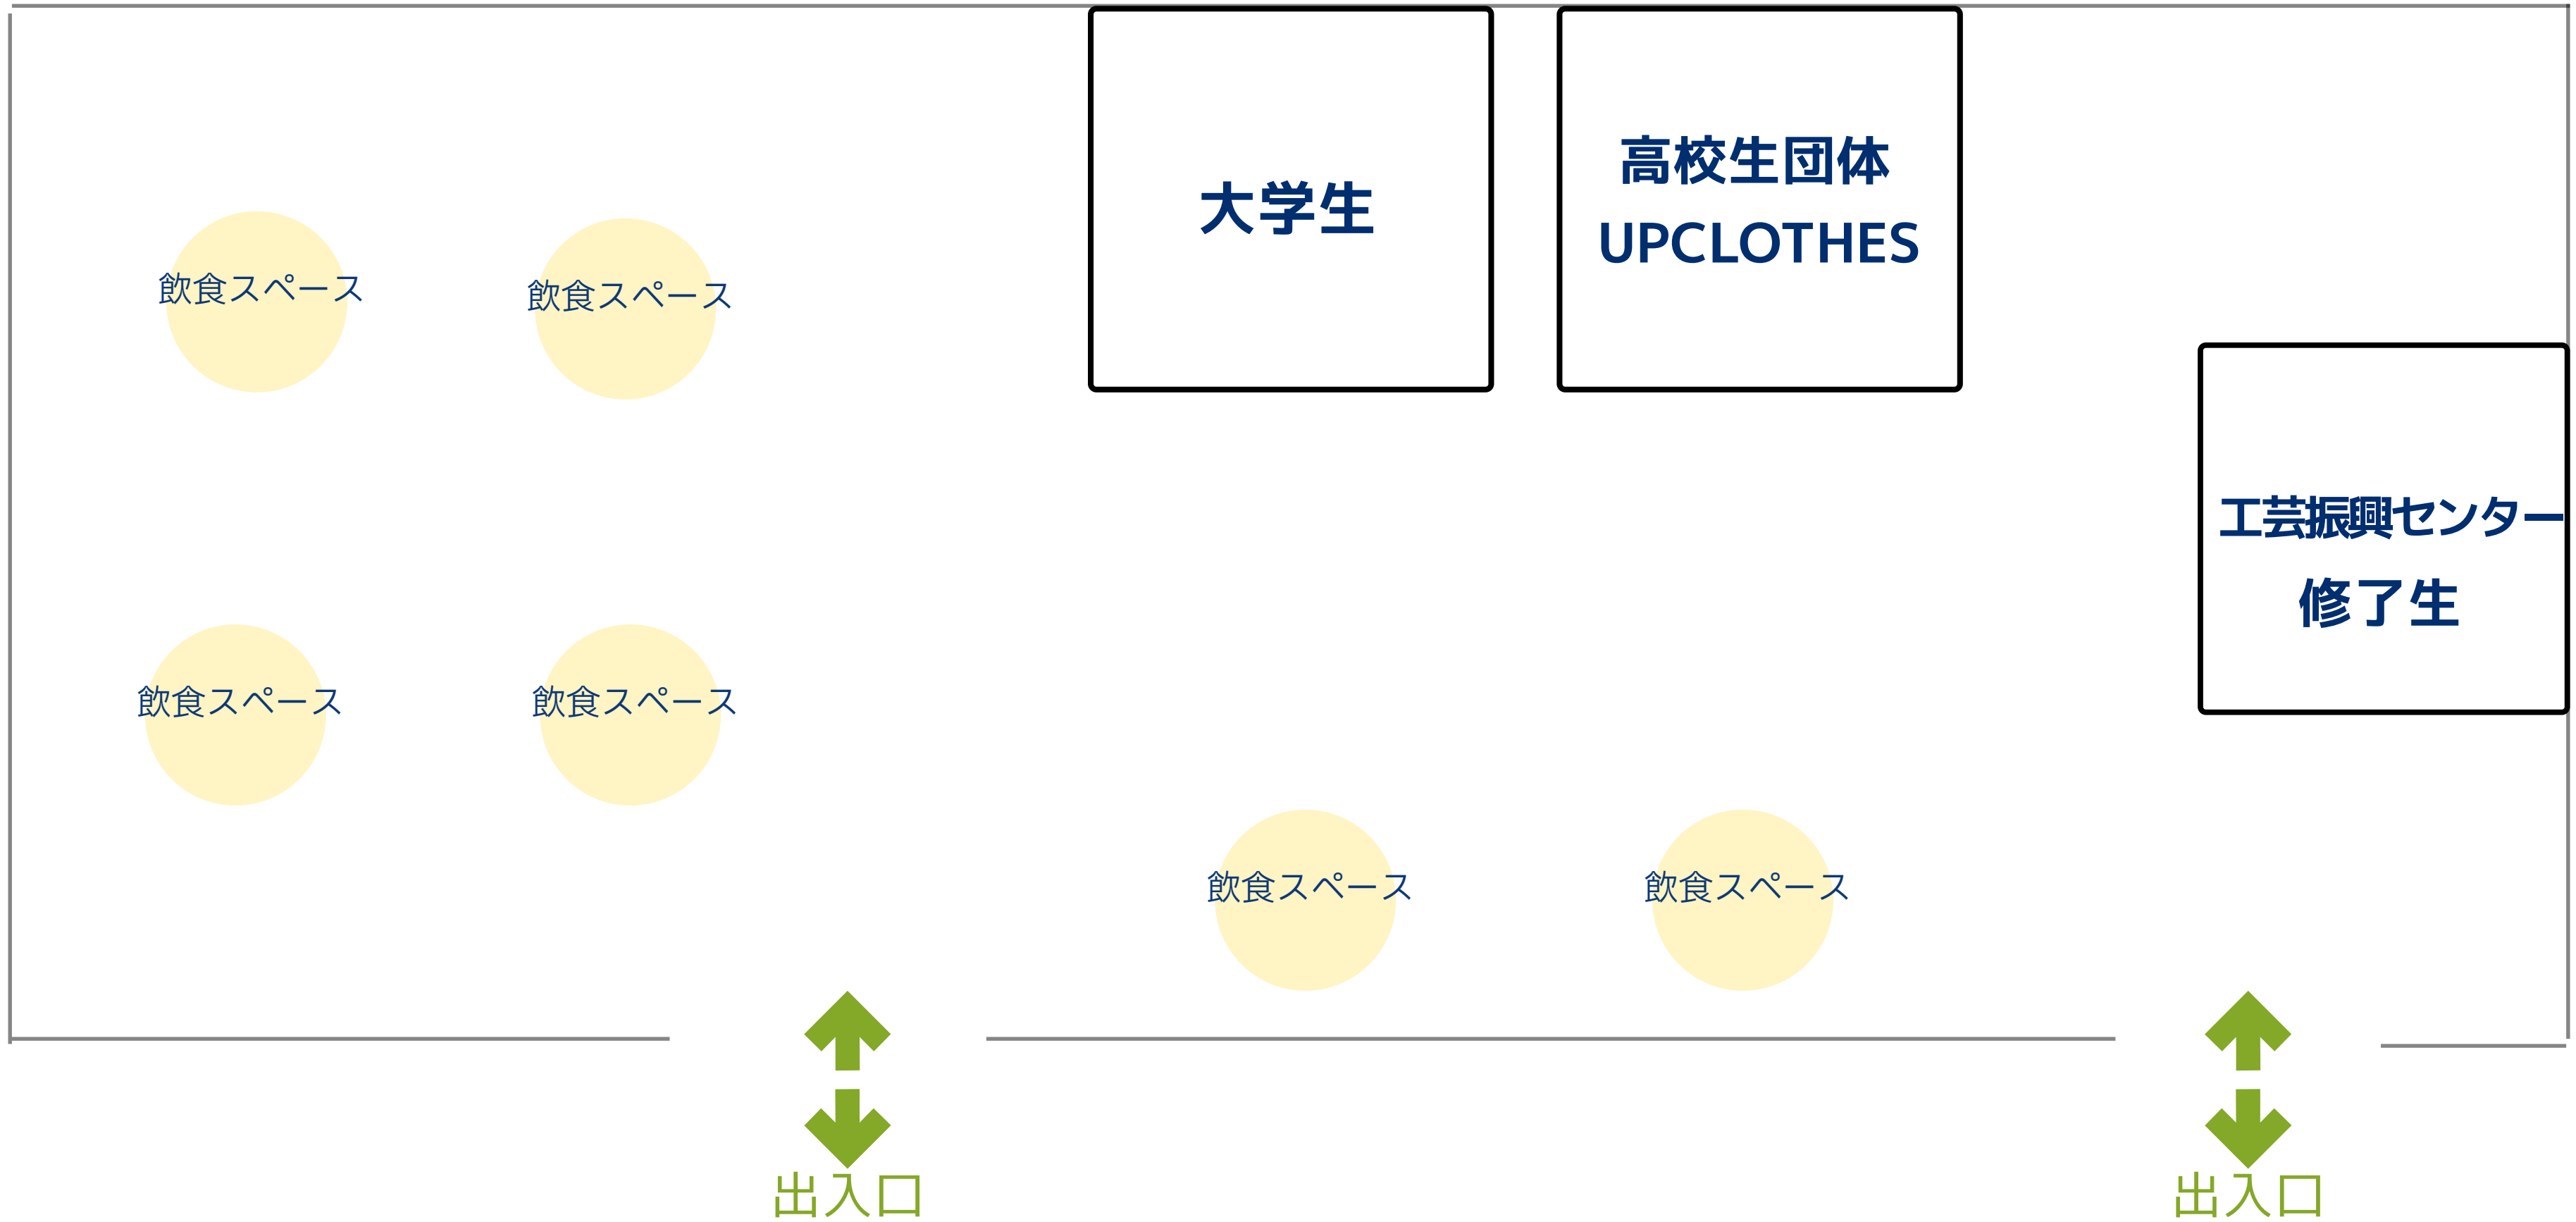 大学生
高校生団体
UPCLOTHES
飲食スペース
飲食スペース
工芸振興センター
修了生
飲食スペース
飲食スペース
飲食スペース
飲食スペース
出入口
出入口